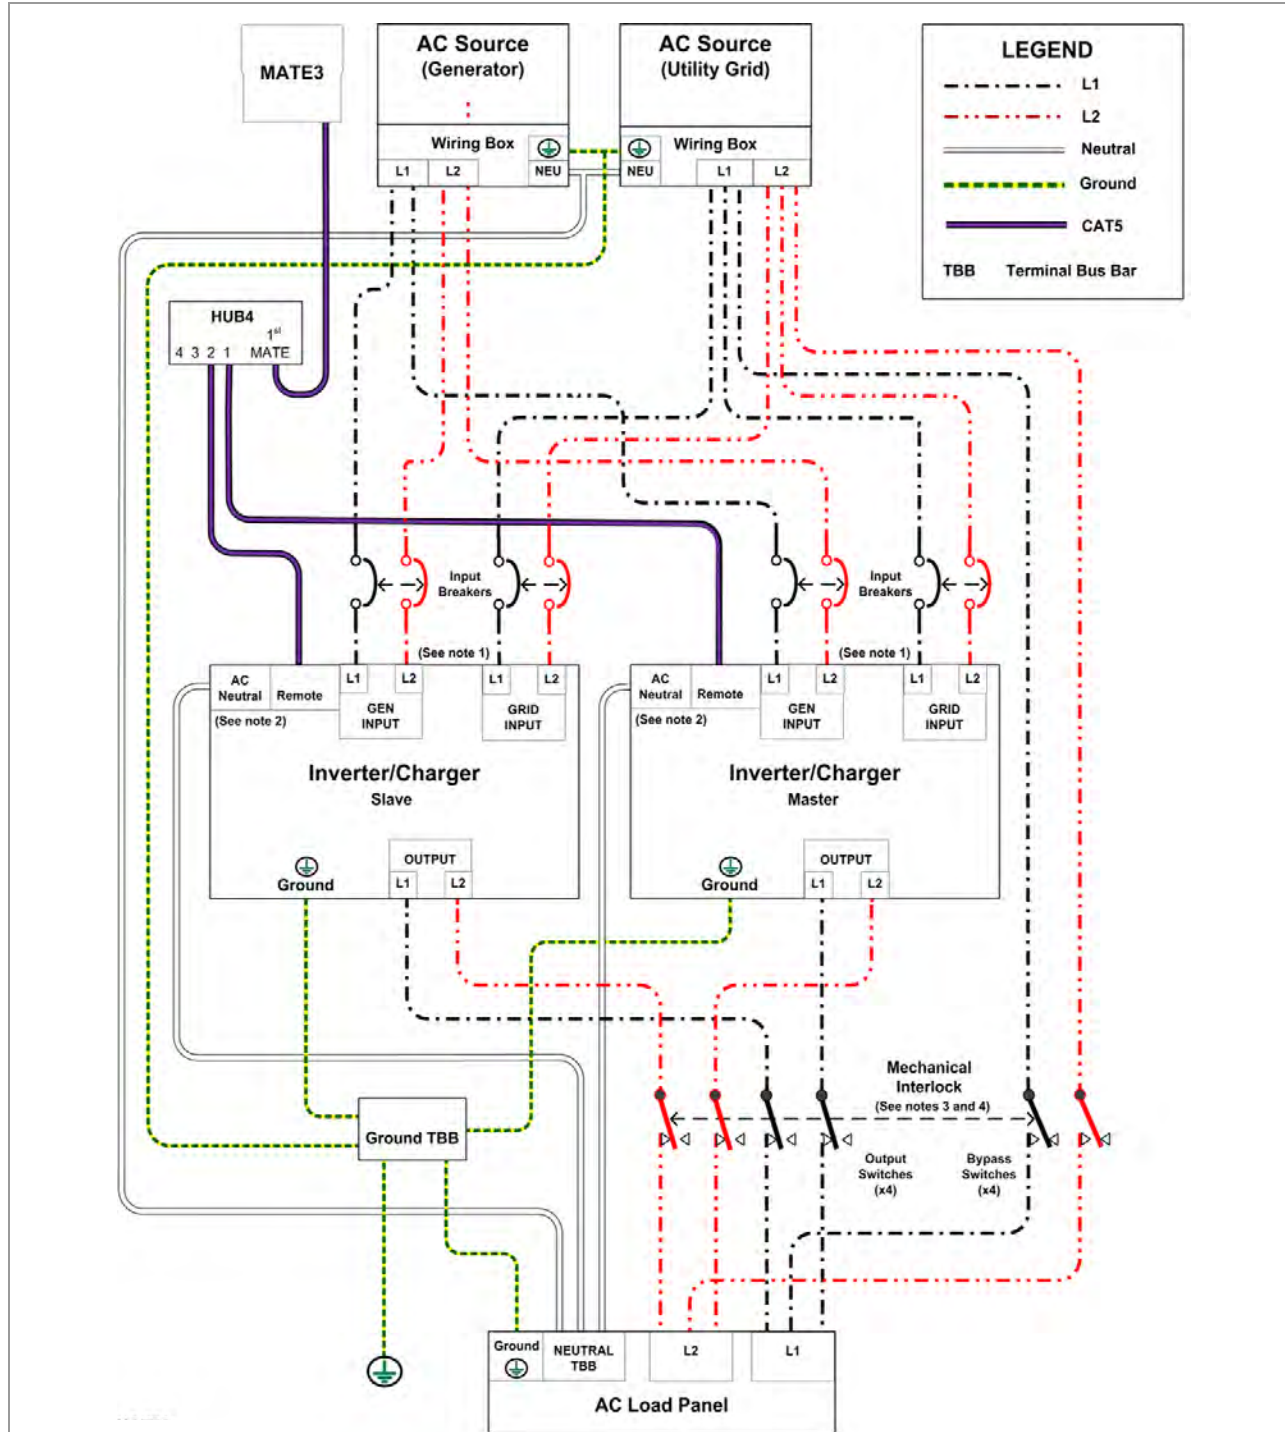 MATE3
AC Source
(Generator)
Wiring Box
L1
L2
NEU
AC Source
(Utility Grid)
Wiring Box
NEU
L1
L2
LEGEND
L1
L2
Neutral
Ground
CAT5
TBB Terminal Bus Bar
HUB4
1st
4 3 2 1 MATE
Input
Breakers
(See note 1)
Input
Breakers
(See note 1)
AC
Neutral
Remote
(See note 2)
L1
L2
GEN
INPUT
L1
L2
GRID
INPUT
Inverter/Charger
Slave
OUTPUT
L1
L2
Ground
AC
Neutral
Remote
(See note 2)
L1
L2
GEN
INPUT
L1
L2
GRID
INPUT
Inverter/Charger
Master
OUTPUT
L1
L2
Ground
Mechanical
Interlock
(See notes 3 and 4)
Output
Switches
(x4)
Bypass
Switches
(x4)
Ground TBB
Ground
NEUTRAL
TBB
L2
L1
AC Load Panel